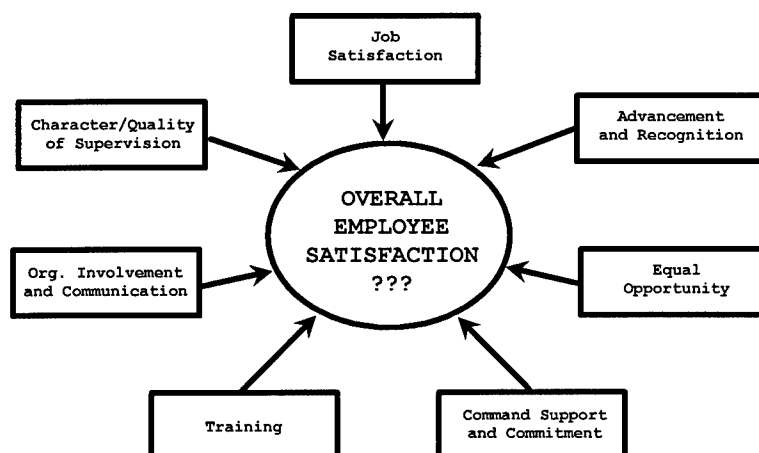 Job
Satisfaction
Character/Quality
of Supervision
Advancement
and Recognition
OVERALL
EMPLOYEE
SATISFACTION
???
Org. Involvement
and Communication
Equal
Opportunity
Training
Command Support
and Commitment